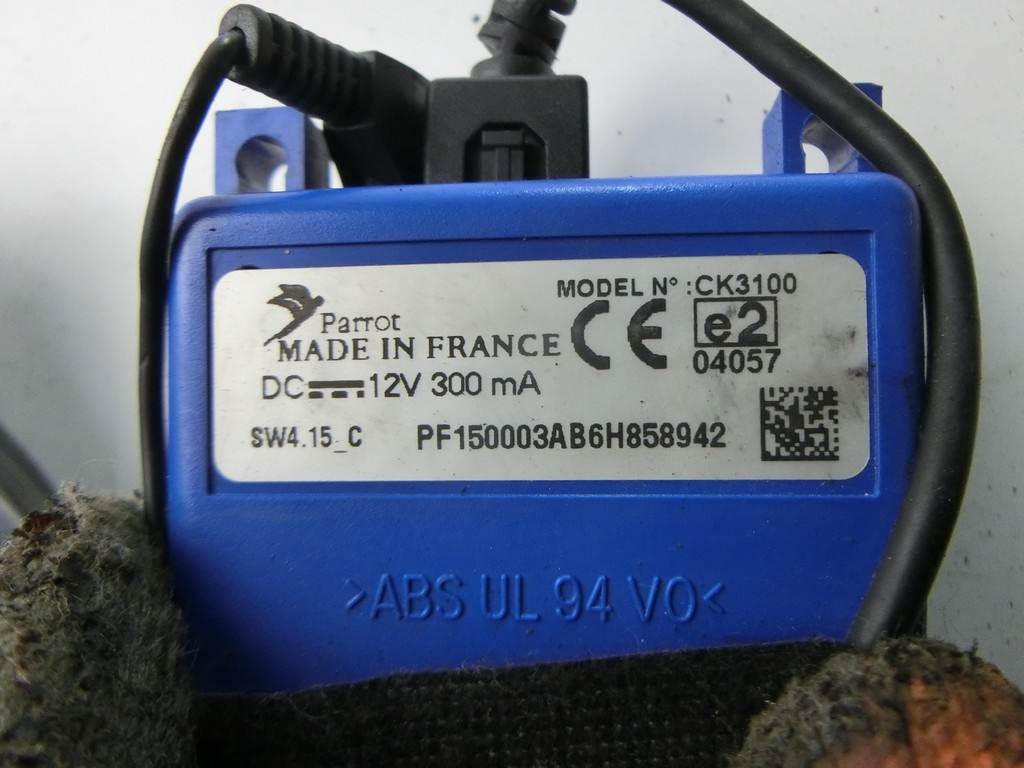 MODEL N° :CK3100
Parrot
MADE IN FRANCE CE e2
04057
DC 12V 300 mA
SW4.15_C PF150003AB6H858942
>ABS UL 94 V0<